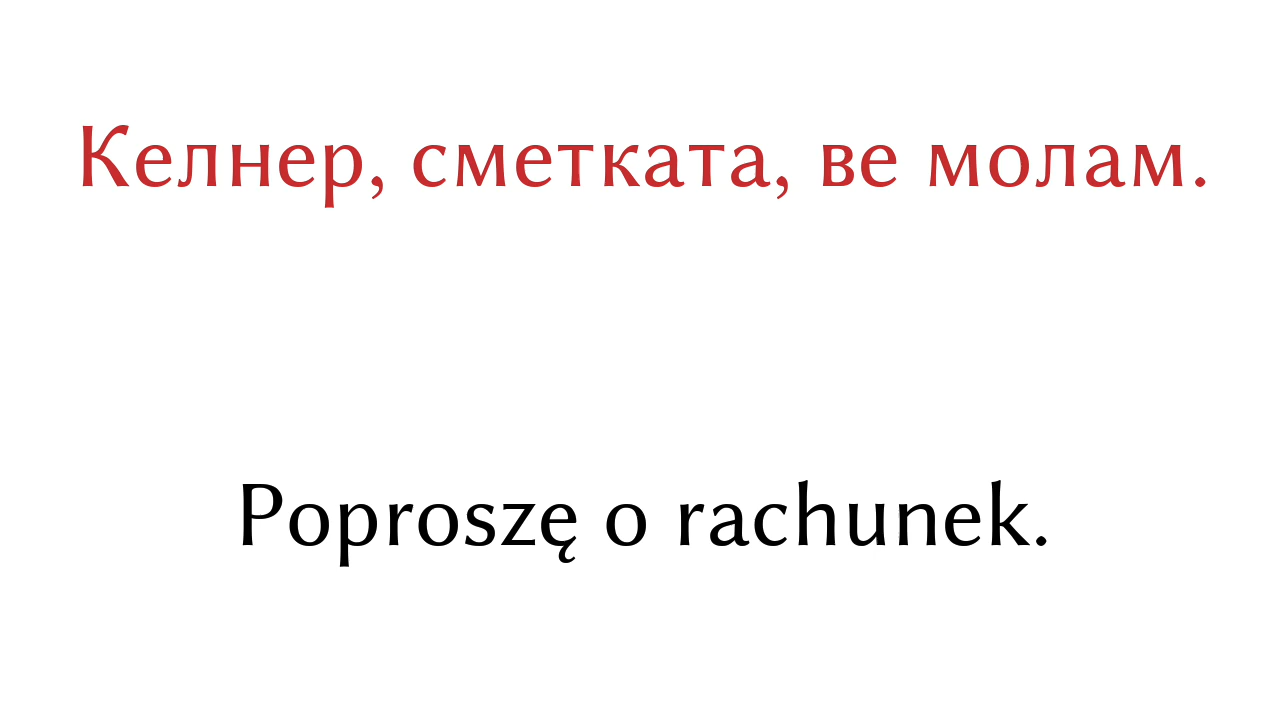 Келнер, сметката, ве молам.
Poproszę o rachunek.